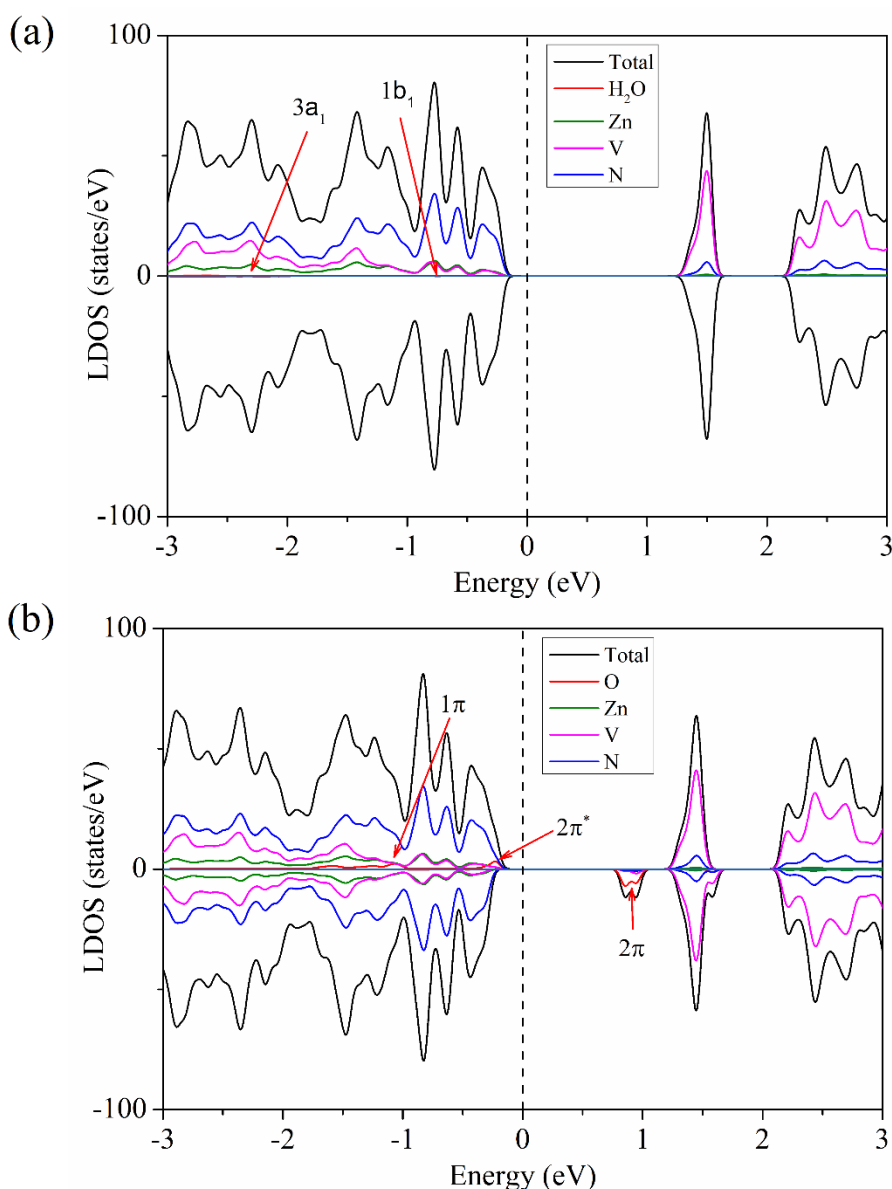 (a)
100
0
-100
LDOS (states/eV)
3a₁
1b₁
Total
H₂O
Zn
V
N
-3 -2 -1 0 1 2 3
Energy (eV)
(b)
100
0
-100
LDOS (states/eV)
1π
2π*
2π
Total
O
Zn
V
N
-3 -2 -1 0 1 2 3
Energy (eV)